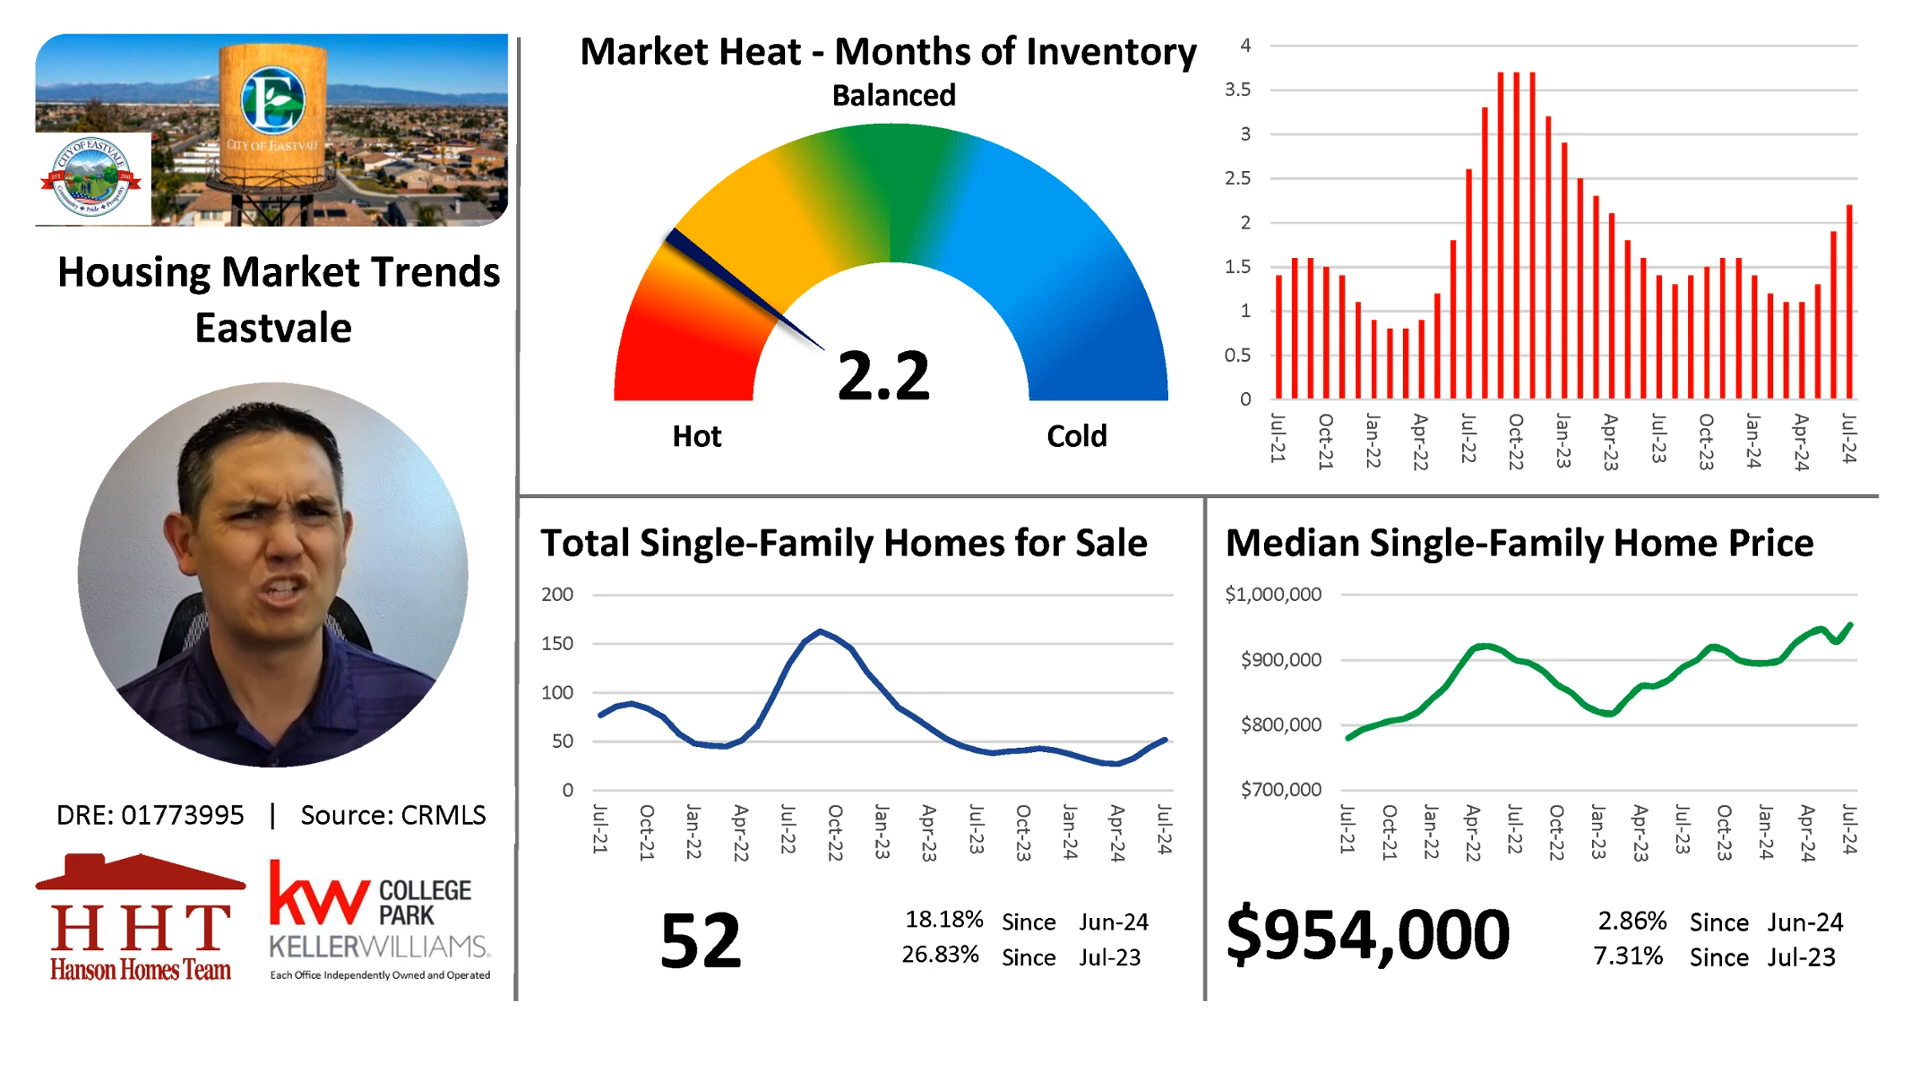 E
CITY OF EASTVALE
CITY OF EASTVALE
Housing Market Trends
Eastvale
DRE: 01773995 | Source: CRMLS
HHT
Hanson Homes Team
kw COLLEGE
PARK
KELLERWILLIAMS.
Each Office Independently Owned and Operated
Market Heat - Months of Inventory
Balanced
2.2
Hot
Cold
4
3.5
3
2.5
2
1.5
1
0.5
0
Jul-21
Oct-21
Jan-22
Apr-22
Jul-22
Oct-22
Jan-23
Apr-23
Jul-23
Oct-23
Jan-24
Apr-24
Jul-24
Total Single-Family Homes for Sale
200
150
100
50
0
Jul-21
Oct-21
Jan-22
Apr-22
Jul-22
Oct-22
Jan-23
Apr-23
Jul-23
Oct-23
Jan-24
Apr-24
Jul-24
52
18.18% Since Jun-24
26.83% Since Jul-23
Median Single-Family Home Price
$1,000,000
$900,000
$800,000
$700,000
Jul-21
Oct-21
Jan-22
Apr-22
Jul-22
Oct-22
Jan-23
Apr-23
Jul-23
Oct-23
Jan-24
Apr-24
Jul-24
$954,000
2.86% Since Jun-24
7.31% Since Jul-23